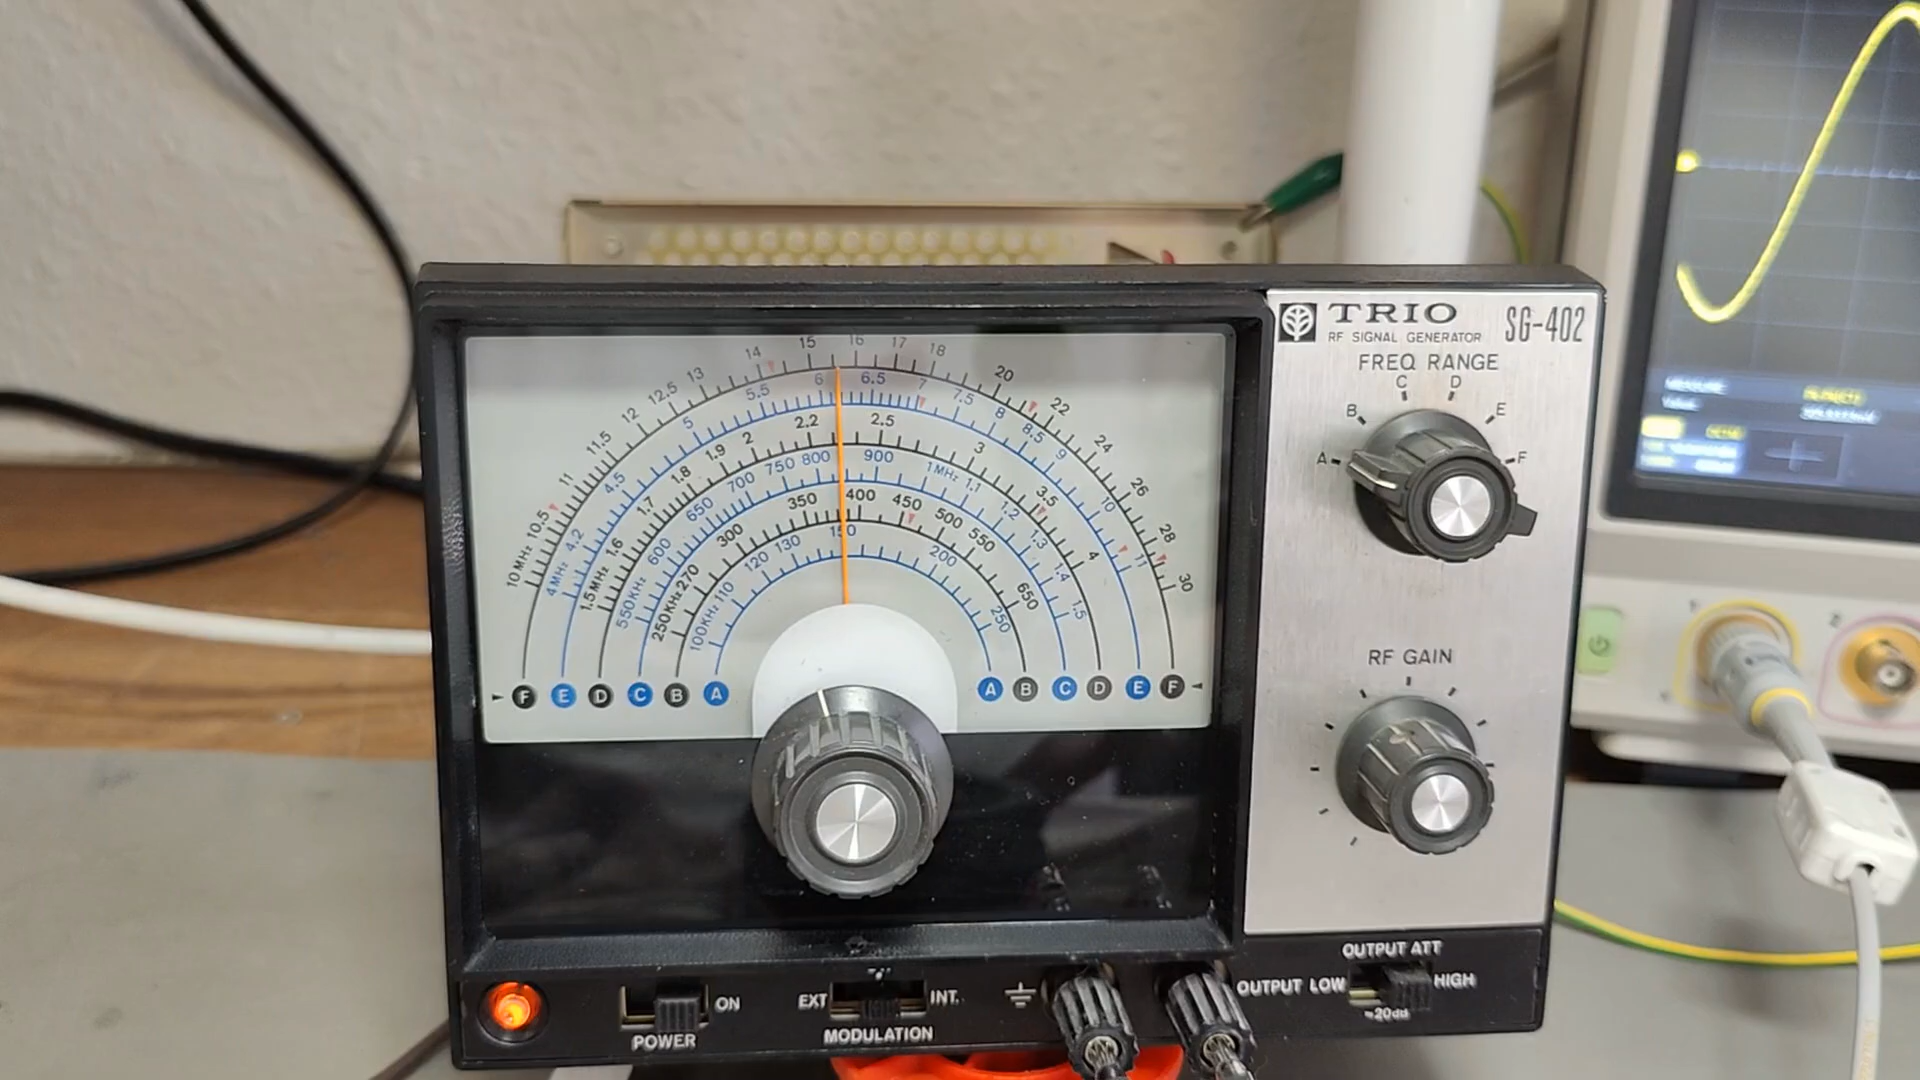 TRIO SG-402
RF SIGNAL GENERATOR
FREQ RANGE
A B C D E F
RF GAIN
10MHz 10.5 11 11.5 12 12.5 13 14 15 16 17 18 20 22 24 26 28 30
4MHz 4.2 4.5 5 5.5 6 6.5 7 7.5 8 8.5 9 10 11
1.5MHz 1.6 1.7 1.8 1.9 2 2.2 2.5 3 3.5 4
550KHz 600 650 700 750 800 900 1MHz 1.1 1.2 1.3 1.4 1.5
250KHz 270 300 350 400 450 500 550 650
100KHz 110 120 130 150 200 250
F E D C B A A B C D E F
OUTPUT ATT
POWER ON
EXT INT.
MODULATION
OUTPUT LOW HIGH
-20dB
1 2